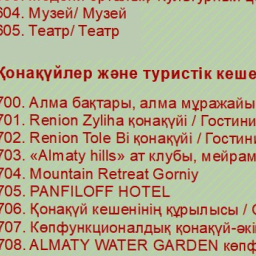 604. Музей/ Музей
605. Театр/ Театр
Қонақүйлер және туристік кеше
700. Алма бақтары, алма мұражайы
701. Renion Zyliha қонақүйі / Гостини
702. Renion Tole Bi қонақүйі / Гостини
703. «Almaty hills» ат клубы, мейрам
704. Mountain Retreat Gorniy
705. PANFILOFF HOTEL
706. Қонақүй кешенінің құрылысы / С
707. Көпфункционалдық қонақүй-әкі
708. ALMATY WATER GARDEN көпф